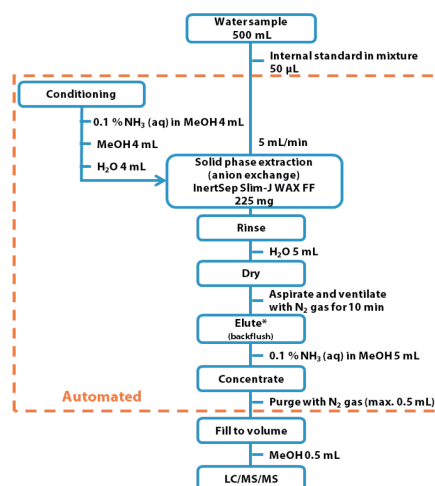 Water sample
500 mL
Internal standard in mixture
50 µL
Conditioning
0.1 % NH₃ (aq) in MeOH 4 mL
MeOH 4 mL
H₂O 4 mL
5 mL/min
Solid phase extraction
(anion exchange)
InertSep Slim-J WAX FF
225 mg
Rinse
H₂O 5 mL
Dry
Aspirate and ventilate
with N₂ gas for 10 min
Elute*
(backflush)
0.1 % NH₃ (aq) in MeOH 5 mL
Concentrate
Automated
Purge with N₂ gas (max. 0.5 mL)
Fill to volume
MeOH 0.5 mL
LC/MS/MS